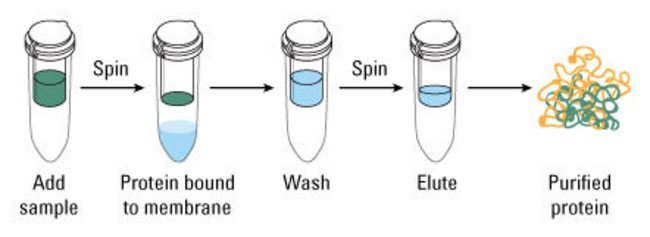 Spin
Spin
Add
sample
Protein bound
to membrane
Wash
Elute
Purified
protein